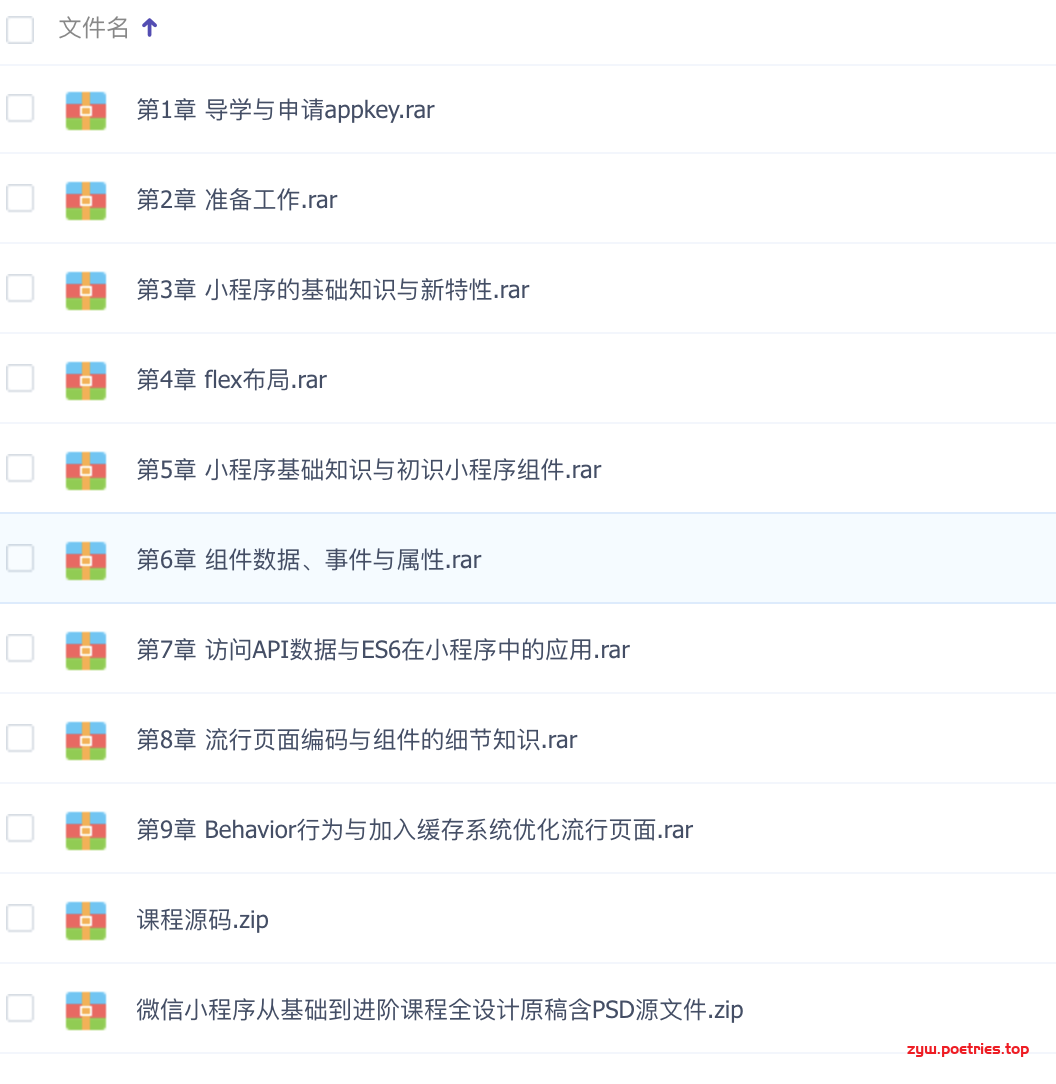 文件名
第1章 导学与申请appkey.rar
第2章 准备工作.rar
第3章 小程序的基础知识与新特性.rar
第4章 flex布局.rar
第5章 小程序基础知识与初识小程序组件.rar
第6章 组件数据、事件与属性.rar
第7章 访问API数据与ES6在小程序中的应用.rar
第8章 流行页面编码与组件的细节知识.rar
第9章 Behavior行为与加入缓存系统优化流行页面.rar
课程源码.zip
微信小程序从基础到进阶课程全设计原稿含PSD源文件.zip
zyw.poetries.top